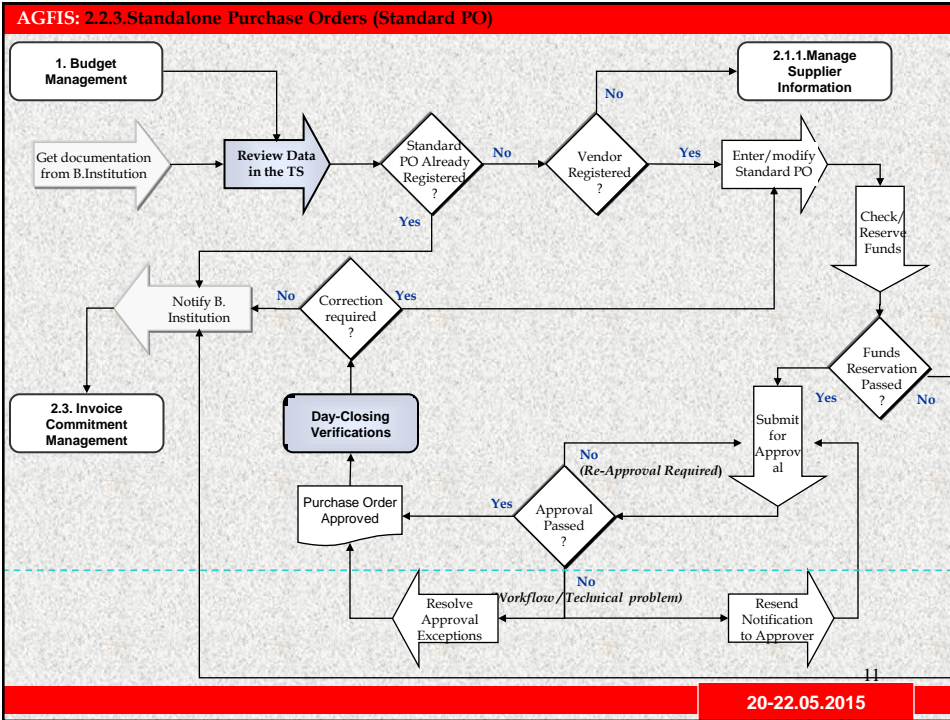 AGFIS: 2.2.3.Standalone Purchase Orders (Standard PO)
1. Budget
Management
2.1.1.Manage
Supplier
Information
No
Get documentation
from B.Institution
Review Data
in the TS
Standard
PO Already
Registered
?
No
Vendor
Registered
?
Yes
Enter/modify
Standard PO
Yes
Check/
Reserve
Funds
Notify B.
Institution
No
Correction
required
?
Yes
Funds
Reservation
Passed
?
Yes
No
2.3. Invoice
Commitment
Management
Day-Closing
Verifications
Submit
for
Approv
al
No
(Re-Approval Required)
Purchase Order
Approved
Yes
Approval
Passed
?
No
(Workflow/Technical problem)
Resolve
Approval
Exceptions
Resend
Notification
to Approver
11
20-22.05.2015